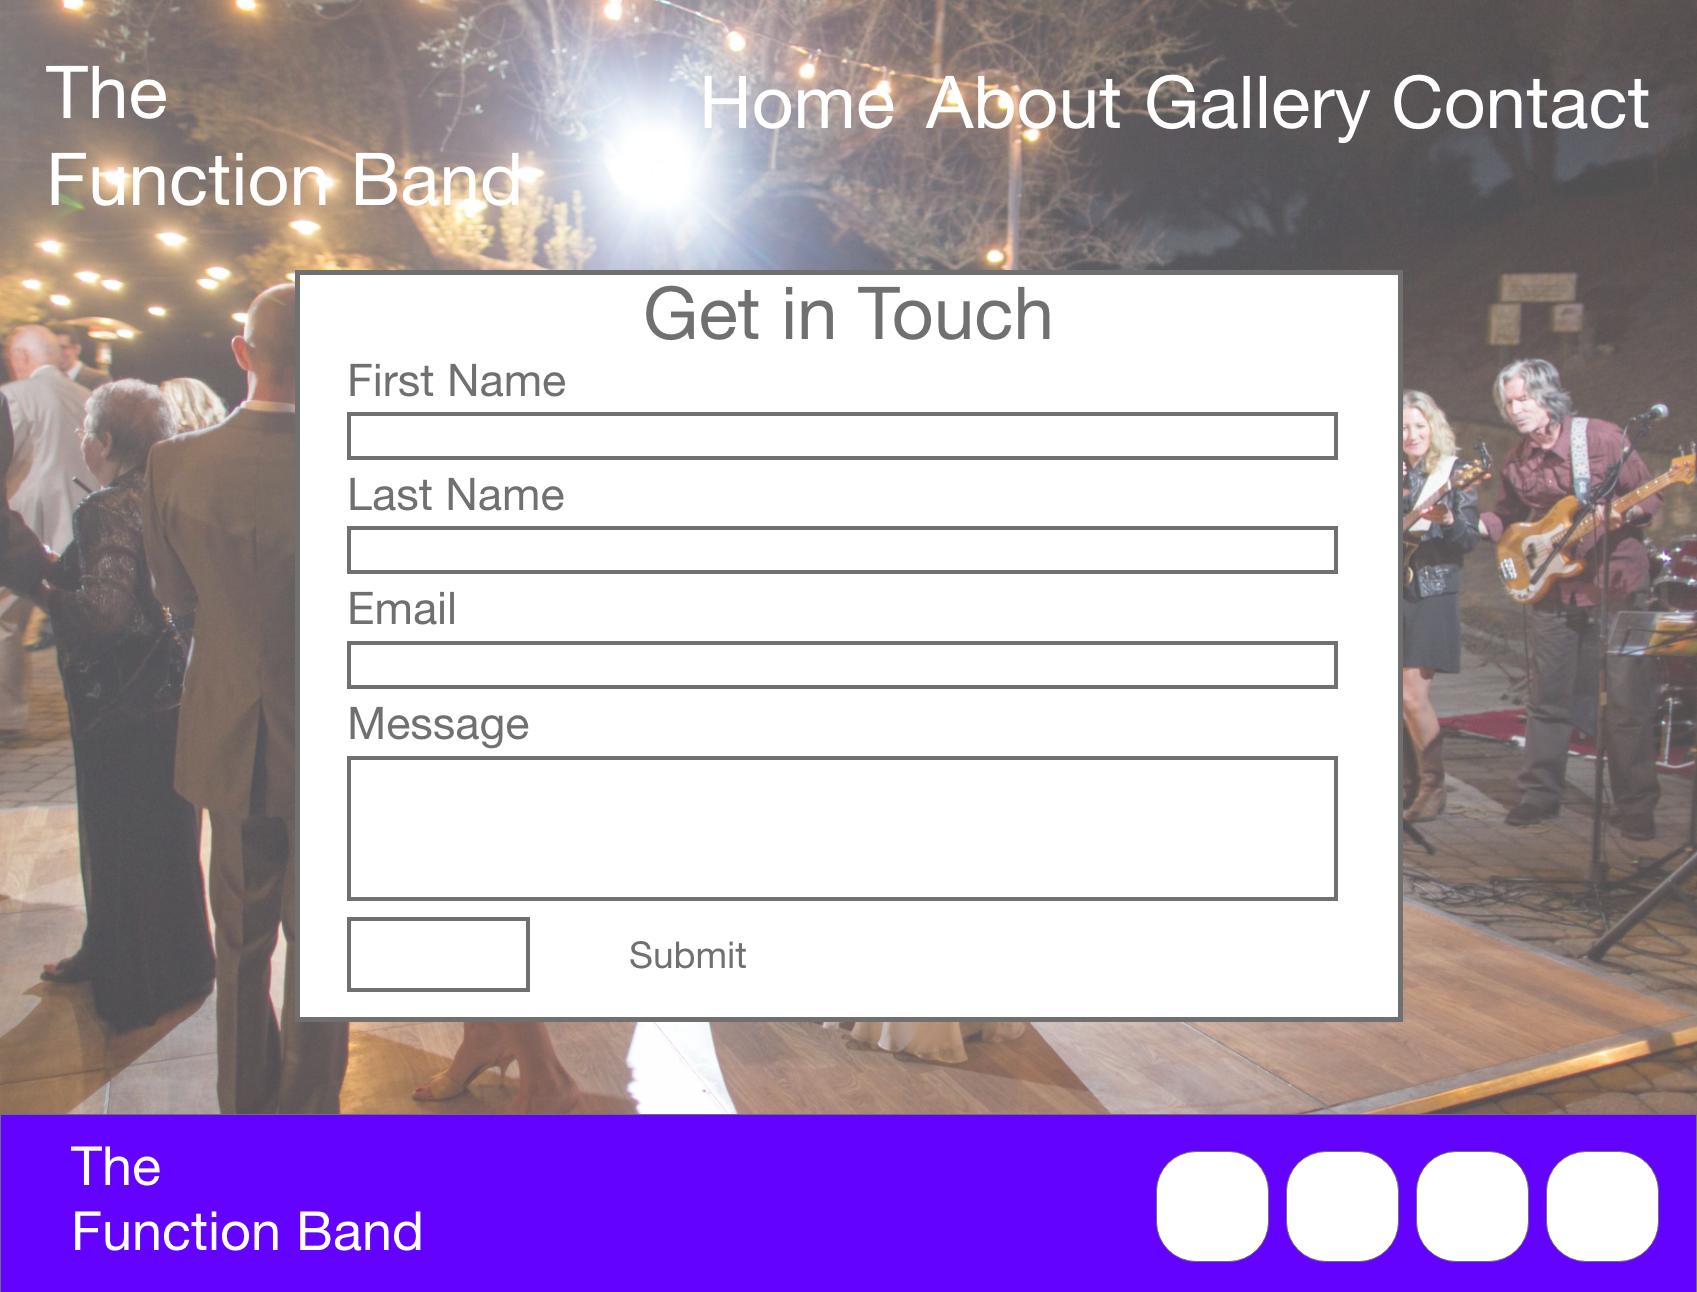 The
Function Band
Home About Gallery Contact
Get in Touch
First Name
Last Name
Email
Message
Submit
The
Function Band